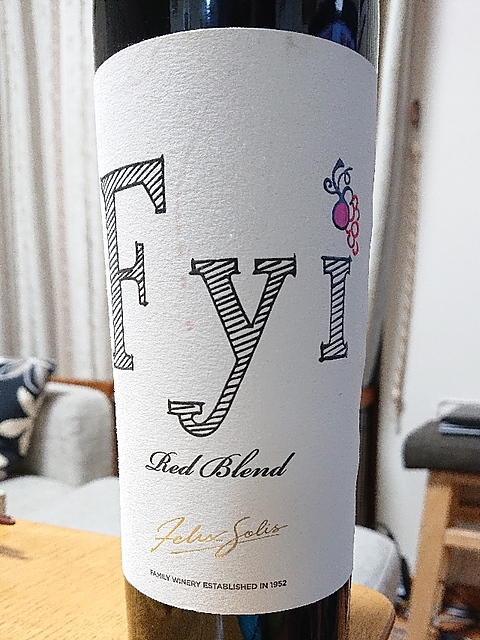 Fyi
Red Blend
Felix Solis
FAMILY WINERY ESTABLISHED IN 1952